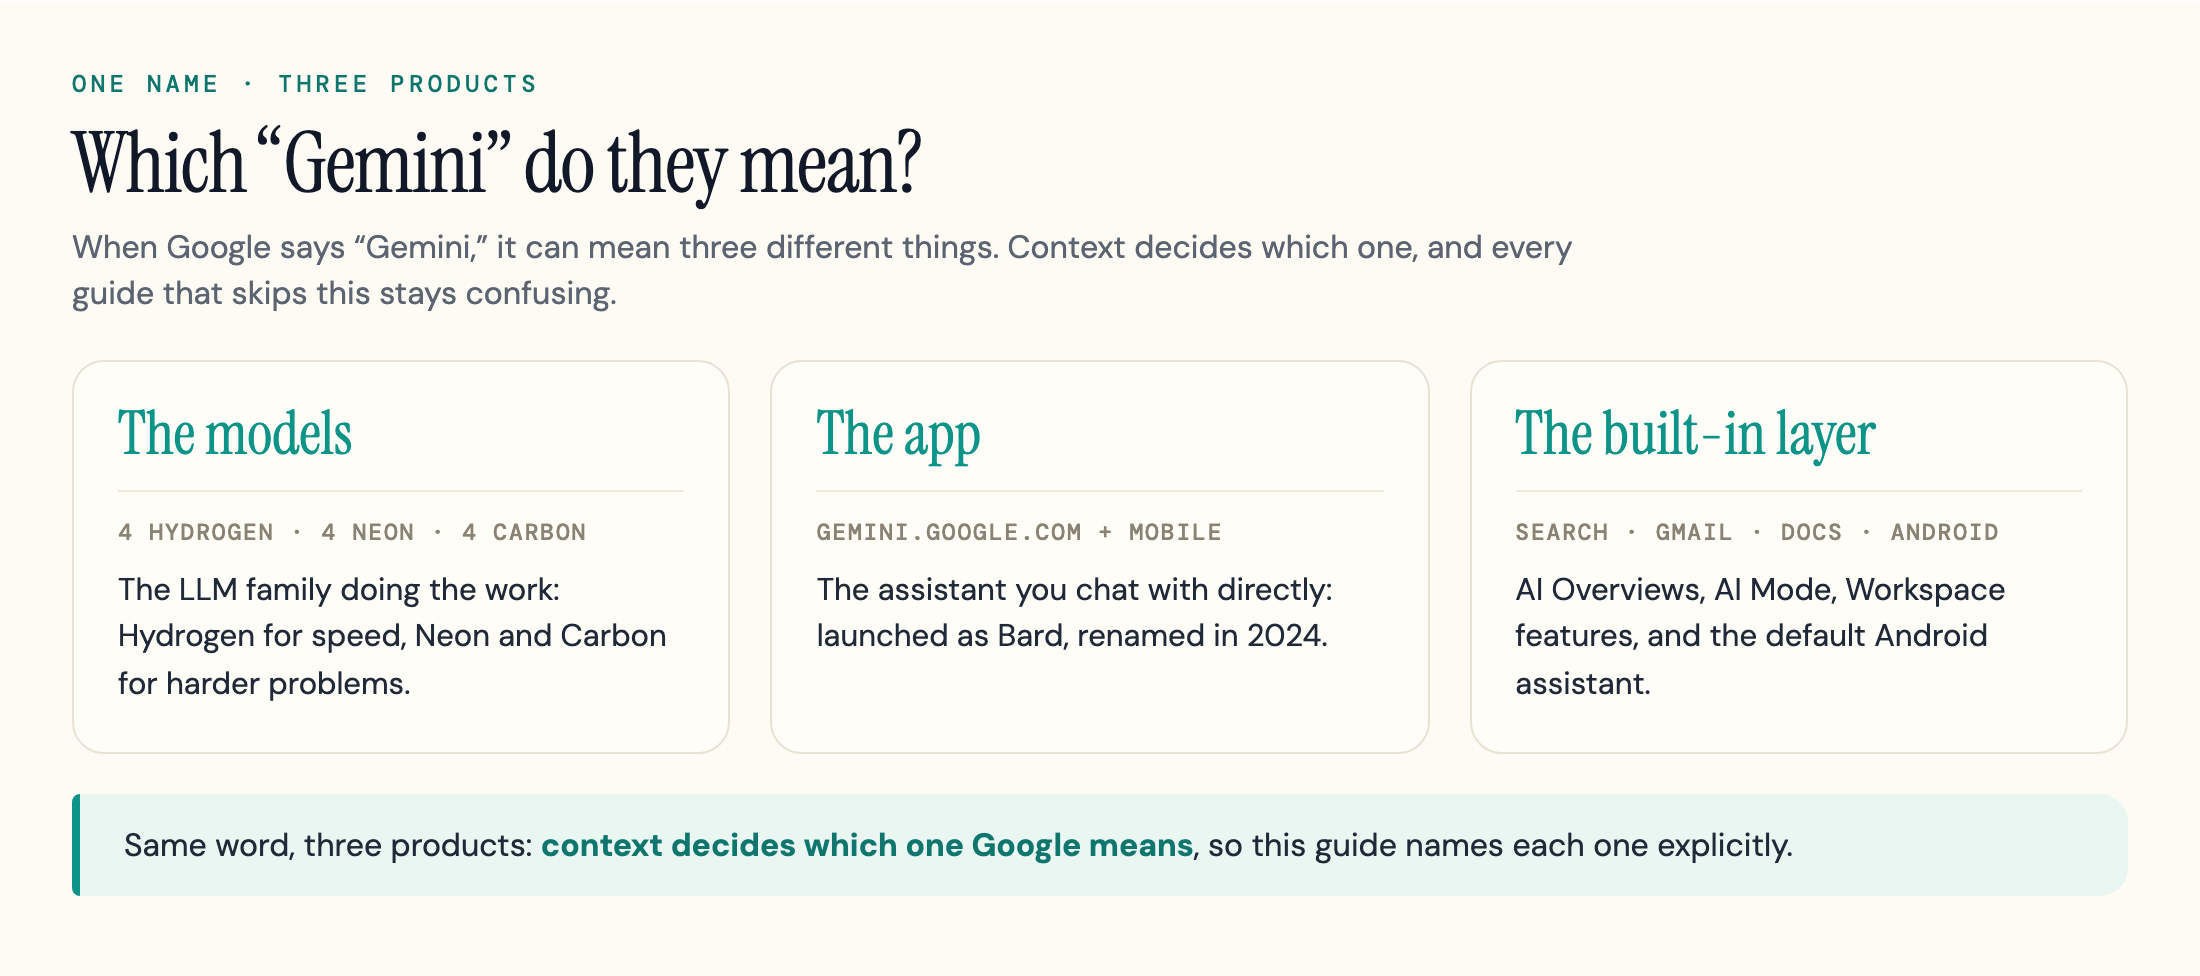 ONE NAME · THREE PRODUCTS
Which “Gemini” do they mean?
When Google says “Gemini,” it can mean three different things. Context decides which one, and every
guide that skips this stays confusing.
The models
4 HYDROGEN · 4 NEON · 4 CARBON
The LLM family doing the work:
Hydrogen for speed, Neon and Carbon
for harder problems.
The app
GEMINI.GOOGLE.COM + MOBILE
The assistant you chat with directly:
launched as Bard, renamed in 2024.
The built-in layer
SEARCH · GMAIL · DOCS · ANDROID
AI Overviews, AI Mode, Workspace
features, and the default Android
assistant.
Same word, three products: context decides which one Google means, so this guide names each one explicitly.